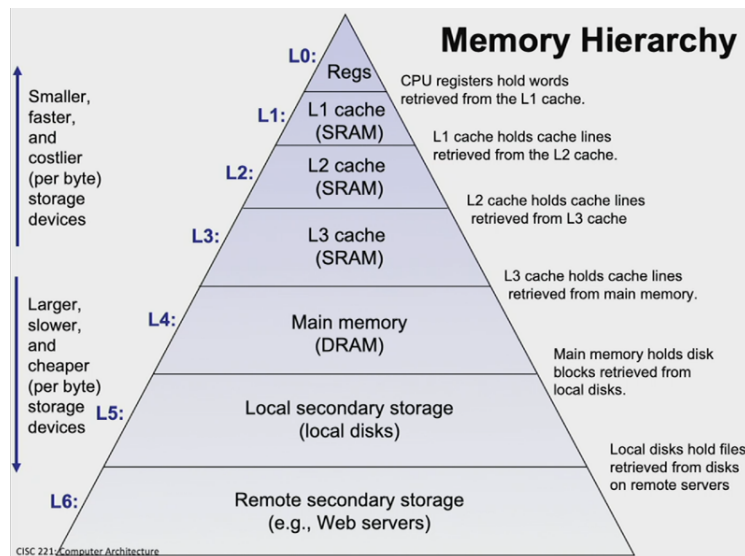 Memory Hierarchy
L0:
Regs
CPU registers hold words
retrieved from the L1 cache.
Smaller,
faster,
and
costlier
(per byte)
storage
devices
L1:
L1 cache
(SRAM)
L1 cache holds cache lines
retrieved from the L2 cache.
L2:
L2 cache
(SRAM)
L2 cache holds cache lines
retrieved from L3 cache
L3:
L3 cache
(SRAM)
L3 cache holds cache lines
retrieved from main memory.
Larger,
slower,
and
cheaper
(per byte)
storage
devices
L4:
Main memory
(DRAM)
Main memory holds disk
blocks retrieved from
local disks.
L5:
Local secondary storage
(local disks)
Local disks hold files
retrieved from disks
on remote servers
L6:
Remote secondary storage
(e.g., Web servers)
CISC 221: Computer Architecture